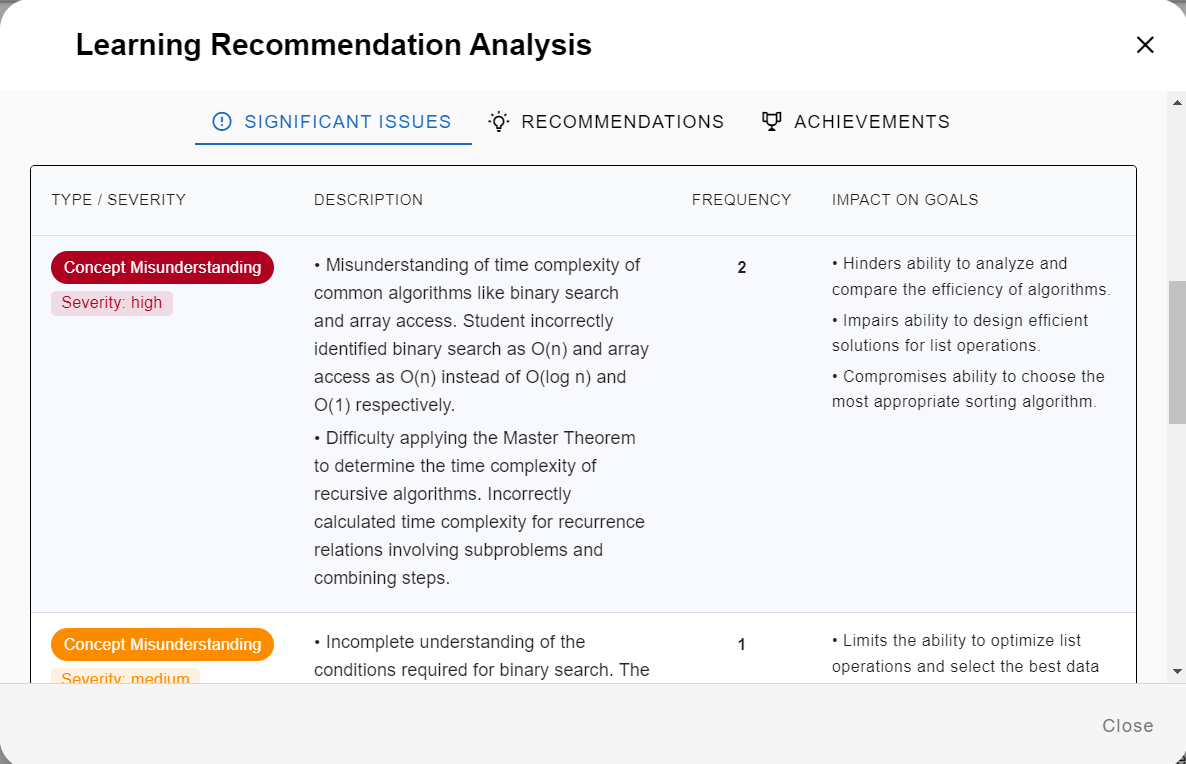 Learning Recommendation Analysis
SIGNIFICANT ISSUES
RECOMMENDATIONS
ACHIEVEMENTS
TYPE / SEVERITY
DESCRIPTION
FREQUENCY
IMPACT ON GOALS
Concept Misunderstanding
Severity: high
• Misunderstanding of time complexity of
common algorithms like binary search
and array access. Student incorrectly
identified binary search as O(n) and array
access as O(n) instead of O(log n) and
O(1) respectively.
• Difficulty applying the Master Theorem
to determine the time complexity of
recursive algorithms. Incorrectly
calculated time complexity for recurrence
relations involving subproblems and
combining steps.
2
• Hinders ability to analyze and
compare the efficiency of algorithms.
• Impairs ability to design efficient
solutions for list operations.
• Compromises ability to choose the
most appropriate sorting algorithm.
Concept Misunderstanding
Severity: medium
• Incomplete understanding of the
conditions required for binary search. The
1
• Limits the ability to optimize list
operations and select the best data
Close